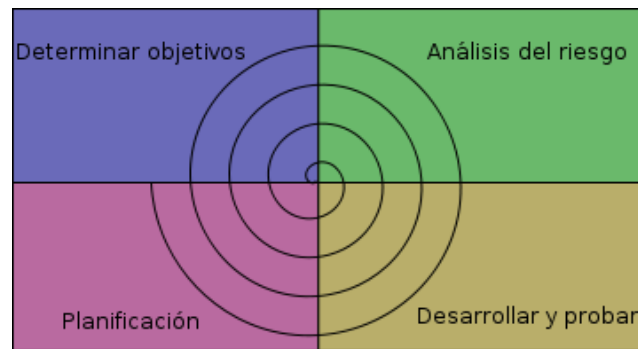 Determinar objetivos
Análisis del riesgo
Planificación
Desarrollar y probar